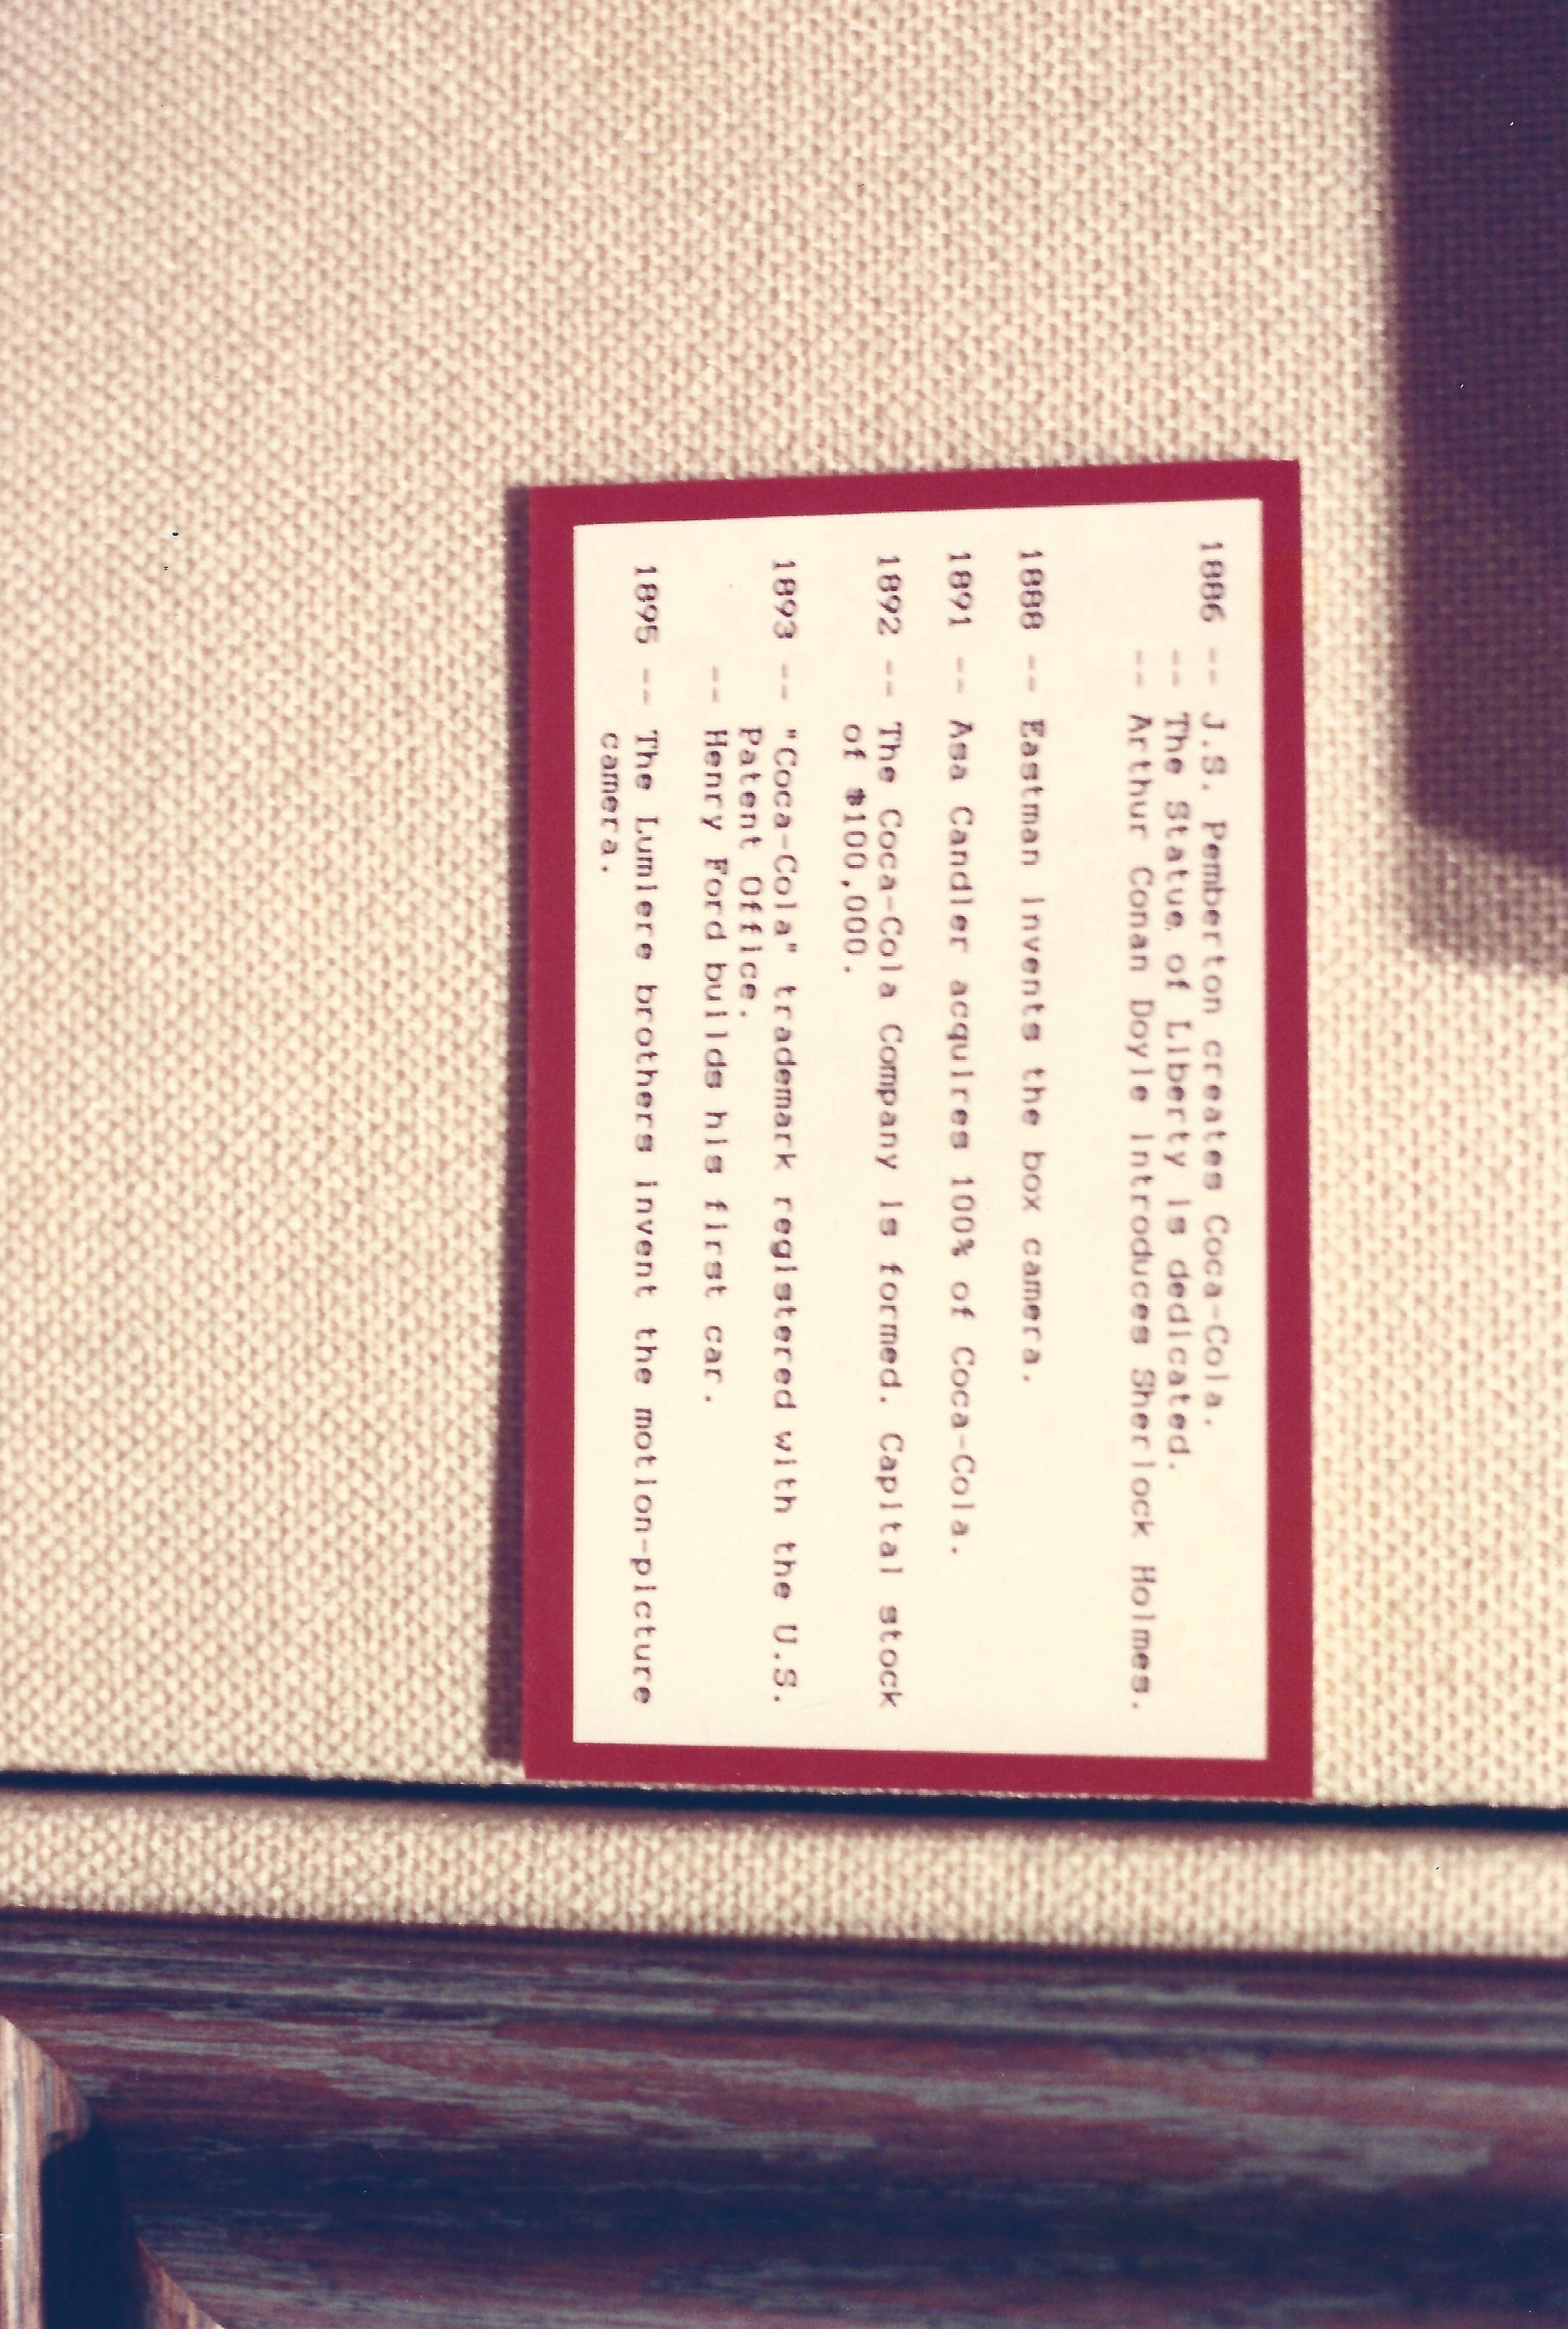 1886 -- J.S. Pemberton creates Coca-Cola.
-- The Statue of Liberty is dedicated.
-- Arthur Conan Doyle introduces Sherlock Holmes.
1888 -- Eastman invents the box camera.
1891 -- Asa Candler acquires 100% of Coca-Cola.
1892 -- The Coca-Cola Company is formed. Capital stock
of $100,000.
1893 -- "Coca-Cola" trademark registered with the U.S.
Patent Office.
-- Henry Ford builds his first car.
1895 -- The Lumiere brothers invent the motion-picture
camera.